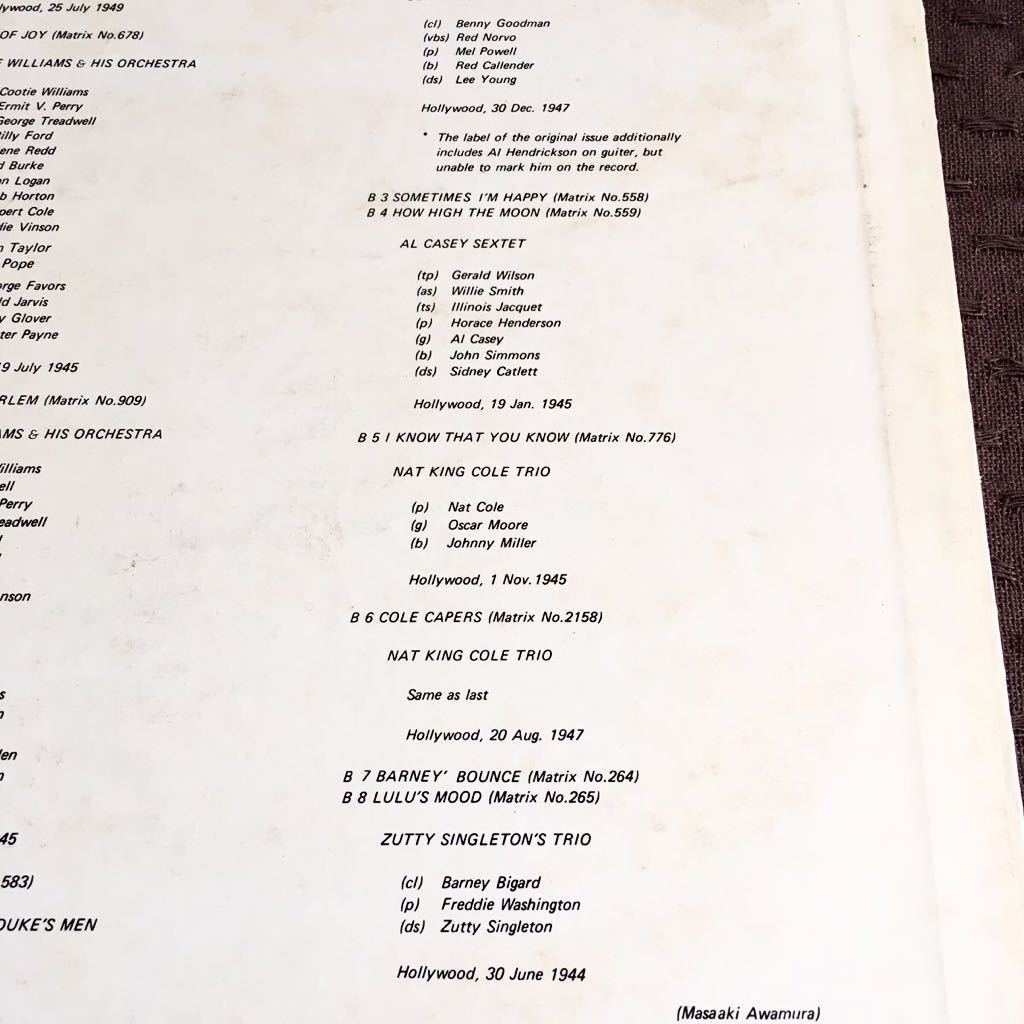 lywood, 25 July 1949
OF JOY (Matrix No.678)
WILLIAMS & HIS ORCHESTRA
Cootie Williams
Ermit V. Perry
George Treadwell
illy Ford
ene Redd
d Burke
n Logan
b Horton
pert Cole
die Vinson
Taylor
Pope
rge Favors
ld Jarvis
y Glover
ter Payne
9 July 1945
RLEM (Matrix No.909)
AMS & HIS ORCHESTRA
illiams
ell
Perry
eadwell
nson
s
n
en
n
45
583)
DUKE'S MEN
(cl) Benny Goodman
(vbs) Red Norvo
(p) Mel Powell
(b) Red Callender
(ds) Lee Young
Hollywood, 30 Dec. 1947
* The label of the original issue additionally
includes Al Hendrickson on guiter, but
unable to mark him on the record.
B 3 SOMETIMES I'M HAPPY (Matrix No.558)
B 4 HOW HIGH THE MOON (Matrix No.559)
AL CASEY SEXTET
(tp) Gerald Wilson
(as) Willie Smith
(ts) Illinois Jacquet
(p) Horace Henderson
(g) Al Casey
(b) John Simmons
(ds) Sidney Catlett
Hollywood, 19 Jan. 1945
B 5 I KNOW THAT YOU KNOW (Matrix No.776)
NAT KING COLE TRIO
(p) Nat Cole
(g) Oscar Moore
(b) Johnny Miller
Hollywood, 1 Nov. 1945
B 6 COLE CAPERS (Matrix No.2158)
NAT KING COLE TRIO
Same as last
Hollywood, 20 Aug. 1947
B 7 BARNEY' BOUNCE (Matrix No.264)
B 8 LULU'S MOOD (Matrix No.265)
ZUTTY SINGLETON'S TRIO
(cl) Barney Bigard
(p) Freddie Washington
(ds) Zutty Singleton
Hollywood, 30 June 1944
(Masaaki Awamura)